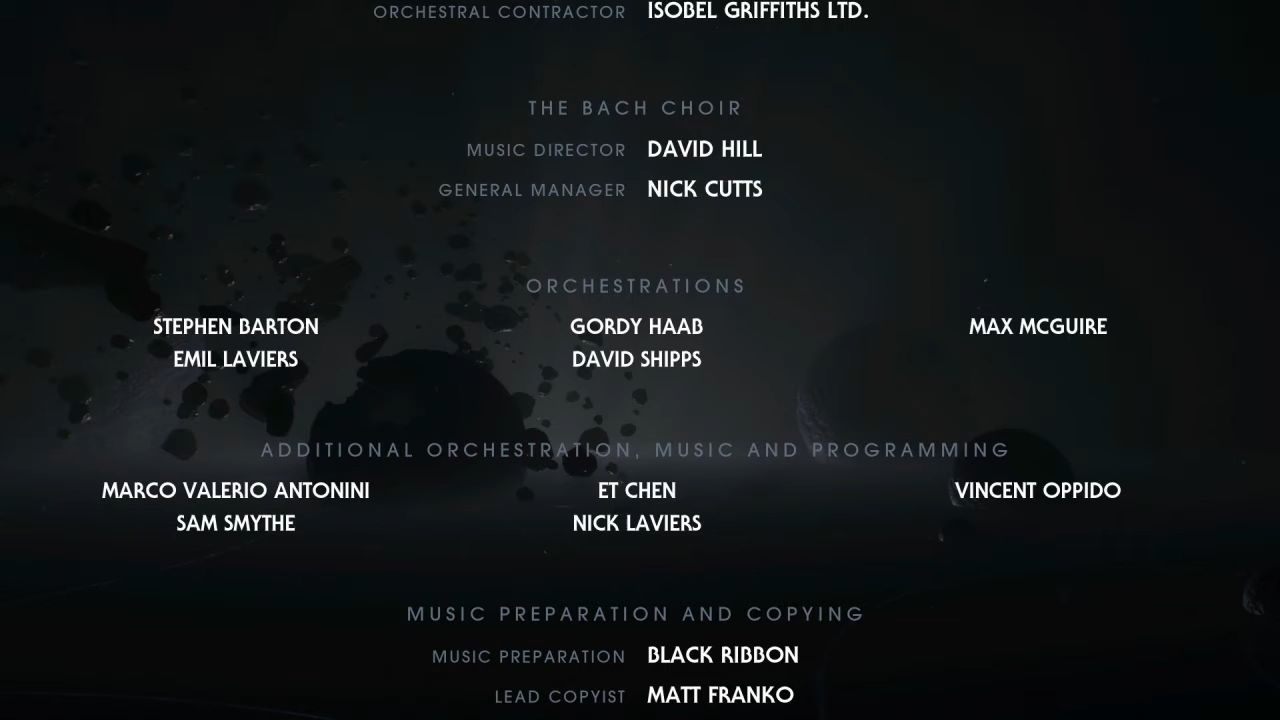 ORCHESTRAL CONTRACTOR ISOBEL GRIFFITHS LTD.
THE BACH CHOIR
MUSIC DIRECTOR DAVID HILL
GENERAL MANAGER NICK CUTTS
ORCHESTRATIONS
STEPHEN BARTON GORDY HAAB MAX MCGUIRE
EMIL LAVIERS DAVID SHIPPS
ADDITIONAL ORCHESTRATION, MUSIC AND PROGRAMMING
MARCO VALERIO ANTONINI ET CHEN VINCENT OPPIDO
SAM SMYTHE NICK LAVIERS
MUSIC PREPARATION AND COPYING
MUSIC PREPARATION BLACK RIBBON
LEAD COPYIST MATT FRANKO